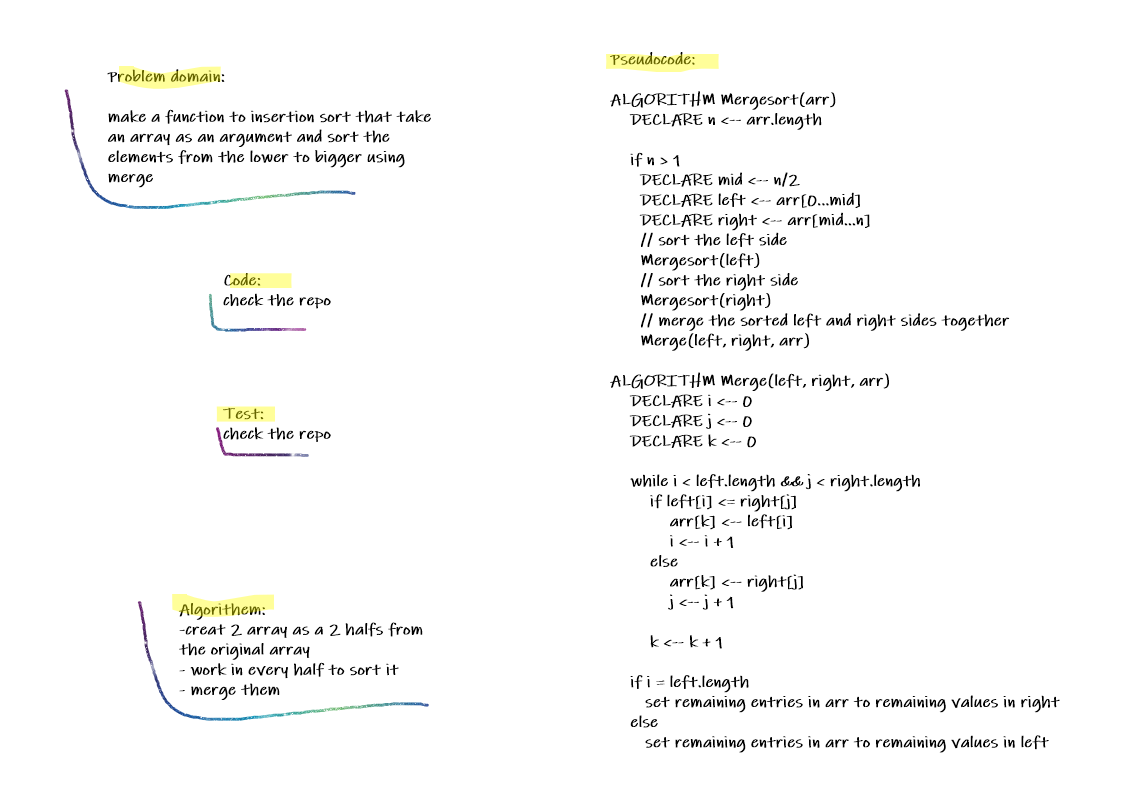 Problem domain:
make a function to insertion sort that take
an array as an argument and sort the
elements from the lower to bigger using
merge
Code:
check the repo
Test:
check the repo
Algorithem:
-creat 2 array as a 2 halfs from
the original array
- work in every half to sort it
- merge them
Pseudocode:
ALGORITHM Mergesort(arr)
DECLARE n <-- arr.length
if n > 1
DECLARE mid <-- n/2
DECLARE left <-- arr[0...mid]
DECLARE right <-- arr[mid...n]
// sort the left side
Mergesort(left)
// sort the right side
Mergesort(right)
// merge the sorted left and right sides together
Merge(left, right, arr)
ALGORITHM Merge(left, right, arr)
DECLARE i <-- 0
DECLARE j <-- 0
DECLARE k <-- 0
while i < left.length && j < right.length
if left[i] <= right[j]
arr[k] <-- left[i]
i <-- i + 1
else
arr[k] <-- right[j]
j <-- j + 1
k <-- k + 1
if i = left.length
set remaining entries in arr to remaining values in right
else
set remaining entries in arr to remaining values in left